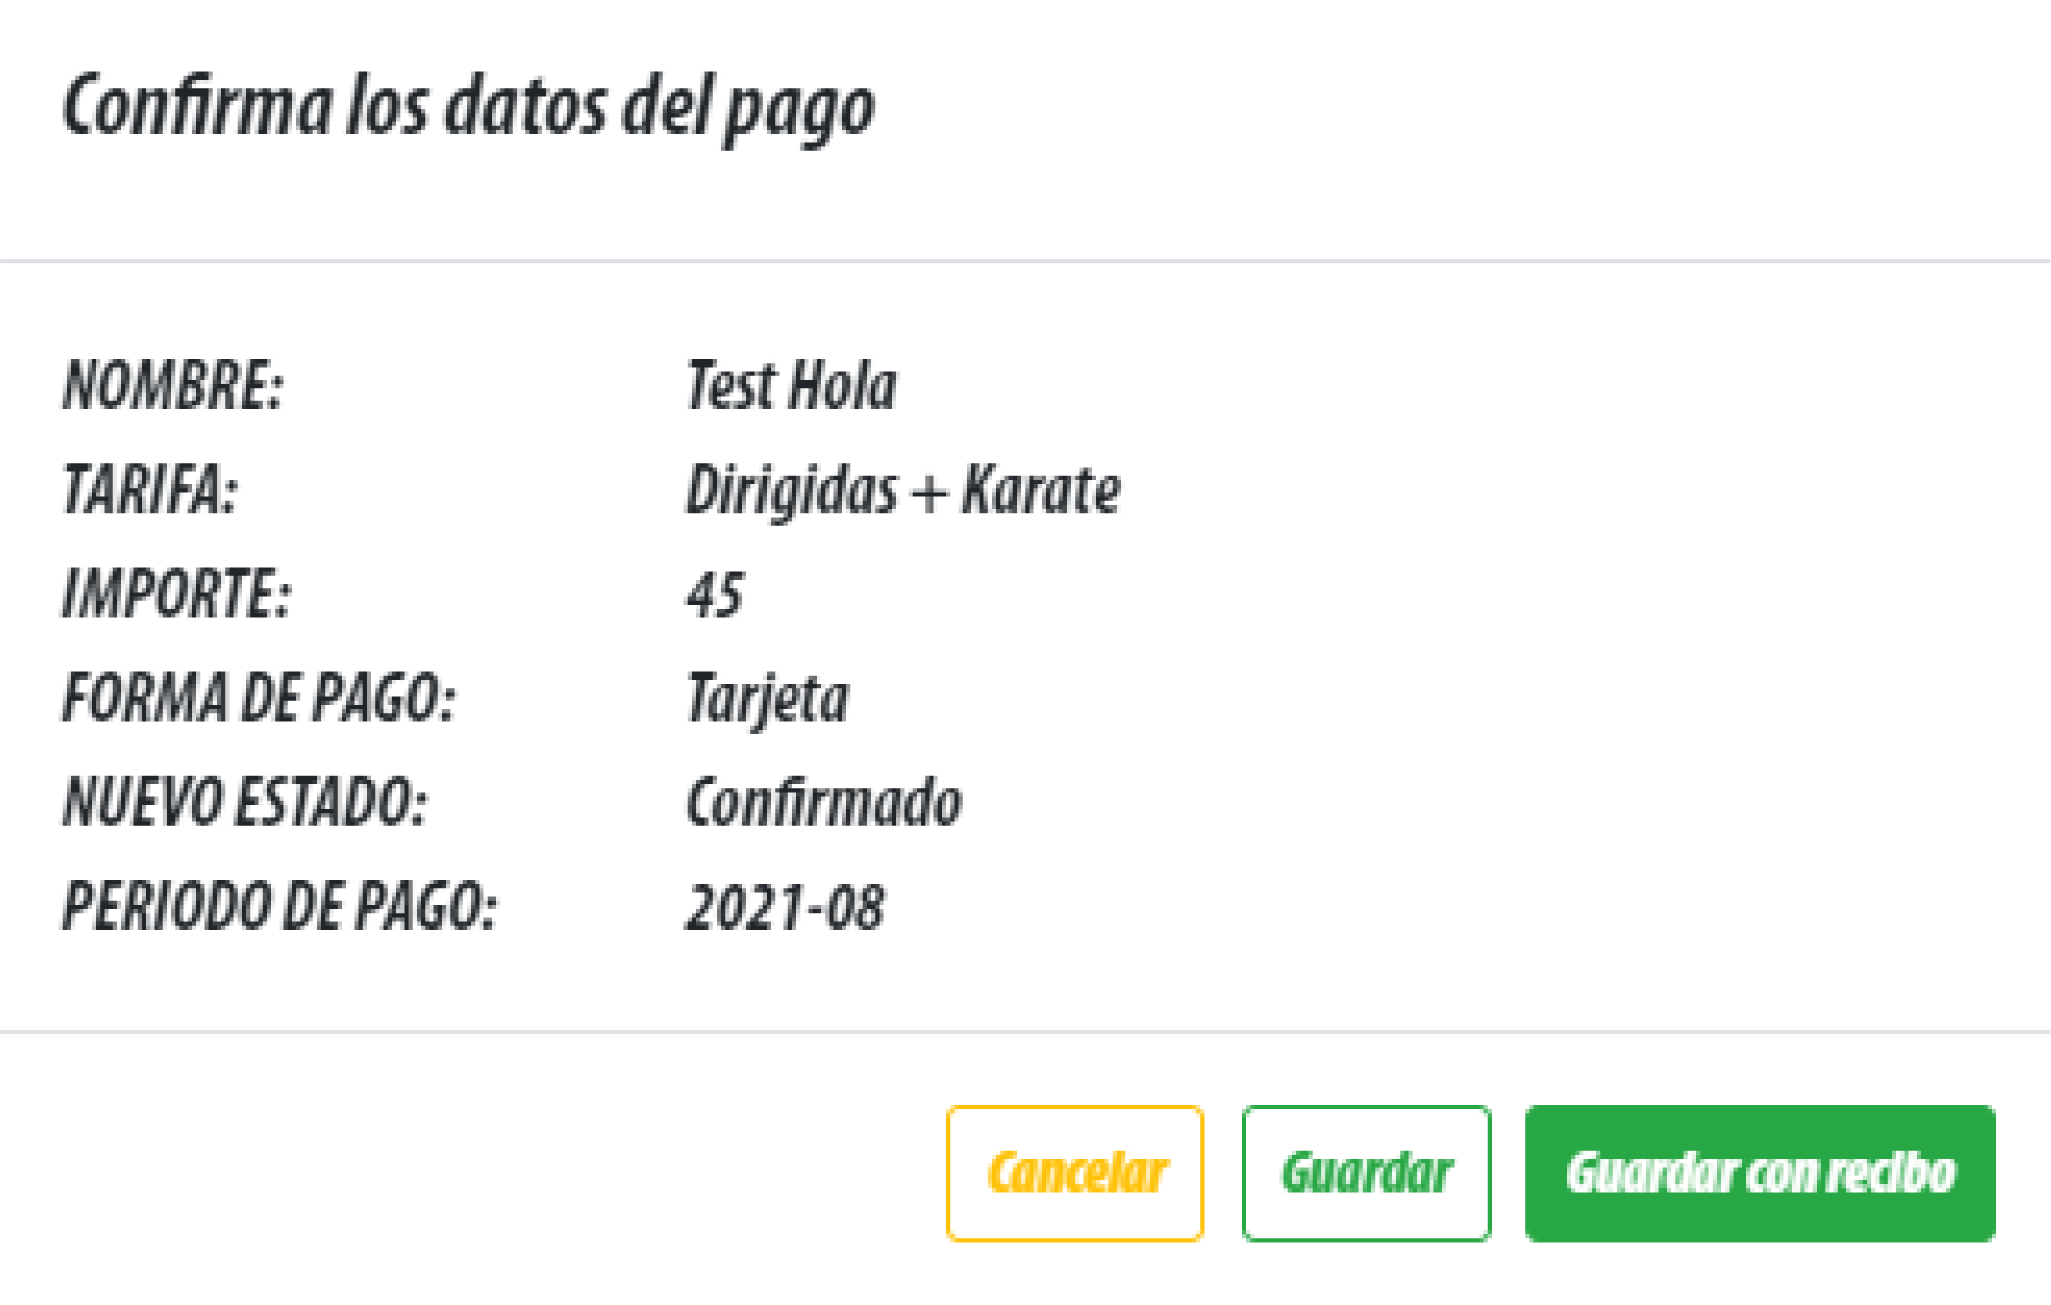 Confirma los datos del pago
NOMBRE: Test Hola
TARIFA: Dirigidas + Karate
IMPORTE: 45
FORMA DE PAGO: Tarjeta
NUEVO ESTADO: Confirmado
PERIODO DE PAGO: 2021-08
Cancelar Guardar Guardar con recibo